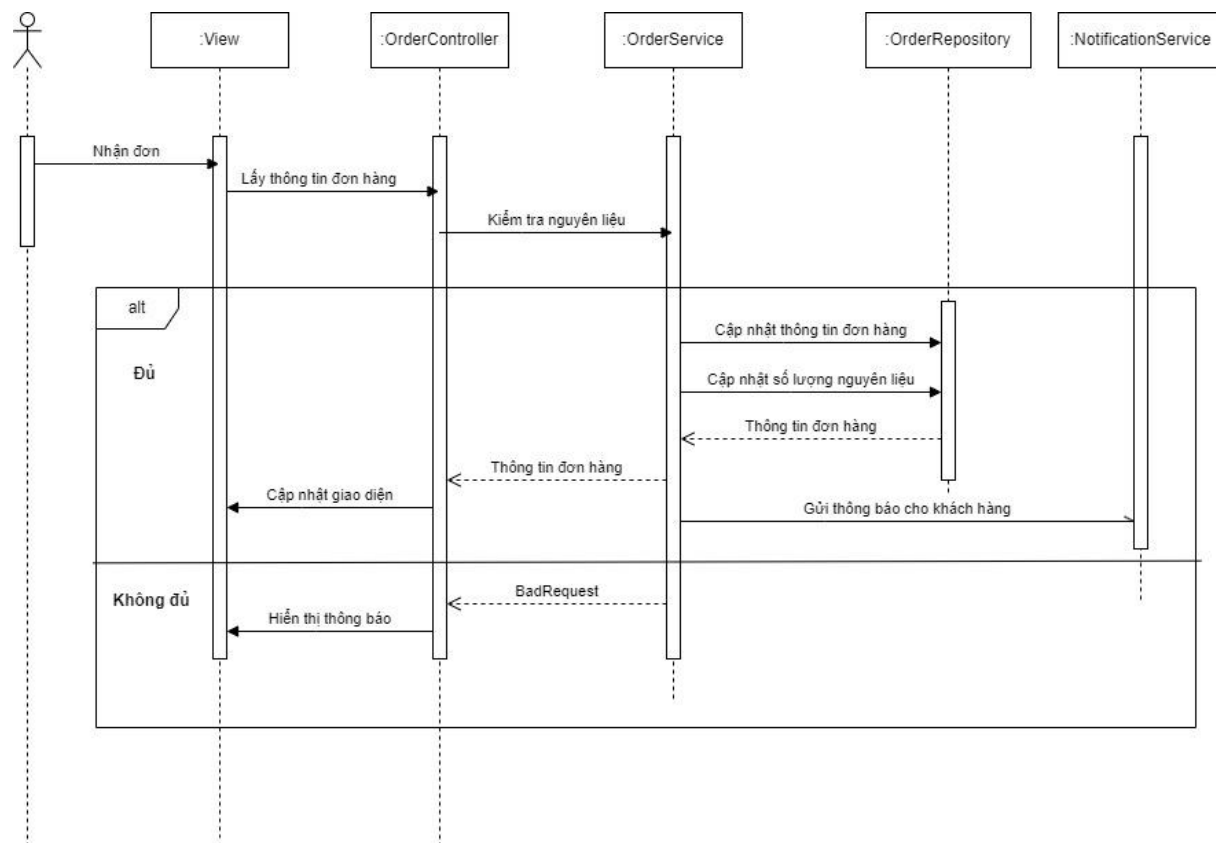 :View
:OrderController
:OrderService
:OrderRepository
:NotificationService
Nhận đơn
Lấy thông tin đơn hàng
Kiểm tra nguyên liệu
alt
Đủ
Cập nhật thông tin đơn hàng
Cập nhật số lượng nguyên liệu
Thông tin đơn hàng
Thông tin đơn hàng
Cập nhật giao diện
Gửi thông báo cho khách hàng
Không đủ
BadRequest
Hiển thị thông báo